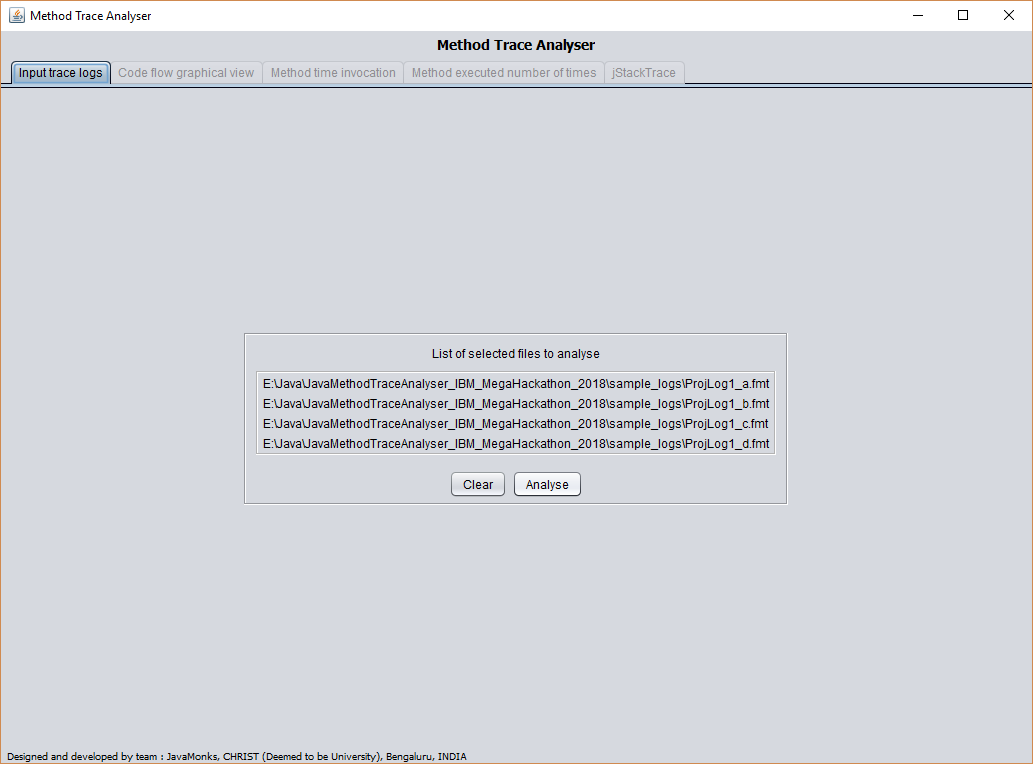 Method Trace Analyser
Method Trace Analyser
Input trace logs Code flow graphical view Method time invocation Method executed number of times jStackTrace
List of selected files to analyse
E:\Java\JavaMethodTraceAnalyser_IBM_MegaHackathon_2018\sample_logs\ProjLog1_a.fmt
E:\Java\JavaMethodTraceAnalyser_IBM_MegaHackathon_2018\sample_logs\ProjLog1_b.fmt
E:\Java\JavaMethodTraceAnalyser_IBM_MegaHackathon_2018\sample_logs\ProjLog1_c.fmt
E:\Java\JavaMethodTraceAnalyser_IBM_MegaHackathon_2018\sample_logs\ProjLog1_d.fmt
Clear Analyse
Designed and developed by team : JavaMonks, CHRIST (Deemed to be University), Bengaluru, INDIA